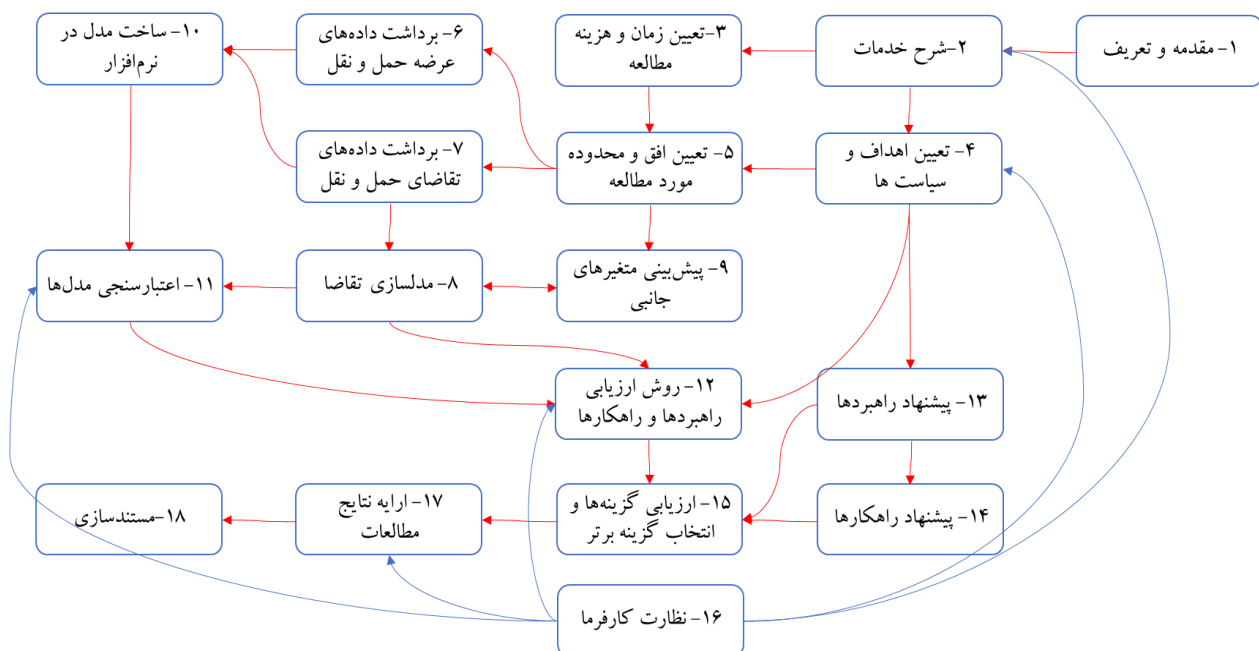 ۱- مقدمه و تعریف
۲-شرح خدمات
۳-تعیین زمان و هزینه
مطالعه
۶- برداشت داده‌های
عرضه حمل و نقل
۱۰- ساخت مدل در
نرم‌افزار
۴- تعیین اهداف و
سیاست ها
۵- تعیین افق و محدوده
مورد مطالعه
۷- برداشت داده‌های
تقاضای حمل و نقل
۹- پیش‌بینی متغیرهای
جانبی
۸- مدلسازی تقاضا
۱۱- اعتبارسنجی مدل‌ها
۱۳- پیشنهاد راهبردها
۱۲- روش ارزیابی
راهبردها و راهکارها
۱۴- پیشنهاد راهکارها
۱۵- ارزیابی گزینه‌ها و
انتخاب گزینه برتر
۱۷- ارایه نتایج
مطالعات
۱۸-مستندسازی
۱۶- نظارت کارفرما